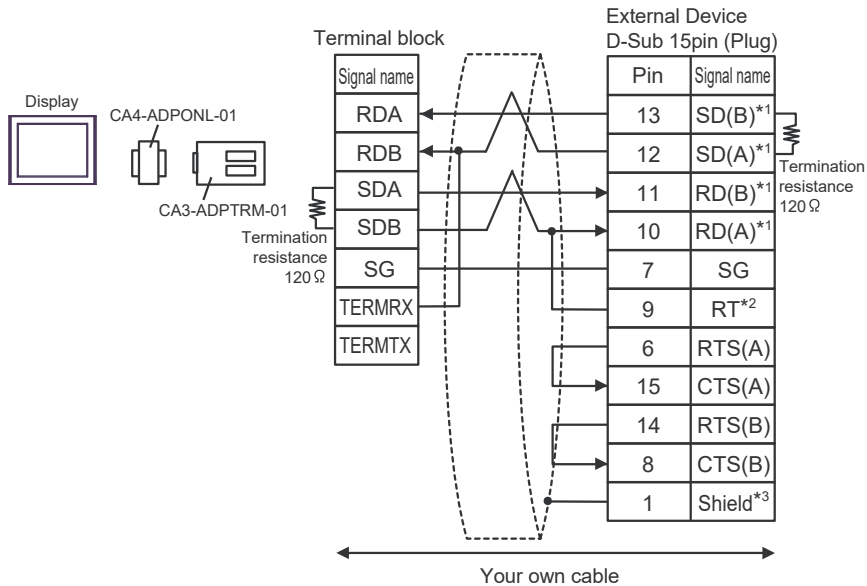 External Device
D-Sub 15pin (Plug)
Terminal block
Display
CA4-ADPONL-01
CA3-ADPTRM-01
Signal name
RDA
RDB
SDA
SDB
SG
TERMRX
TERMTX
Termination
resistance
120Ω
Pin Signal name
13 SD(B)*1
12 SD(A)*1
11 RD(B)*1
10 RD(A)*1
7 SG
9 RT*2
6 RTS(A)
15 CTS(A)
14 RTS(B)
8 CTS(B)
1 Shield*3
Termination
resistance
120Ω
Your own cable